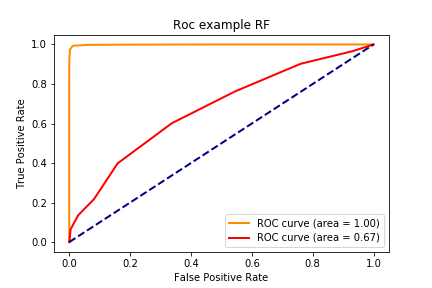 Roc example RF
1.0
0.8
0.6
0.4
0.2
0.0
True Positive Rate
ROC curve (area = 1.00)
ROC curve (area = 0.67)
0.0 0.2 0.4 0.6 0.8 1.0
False Positive Rate